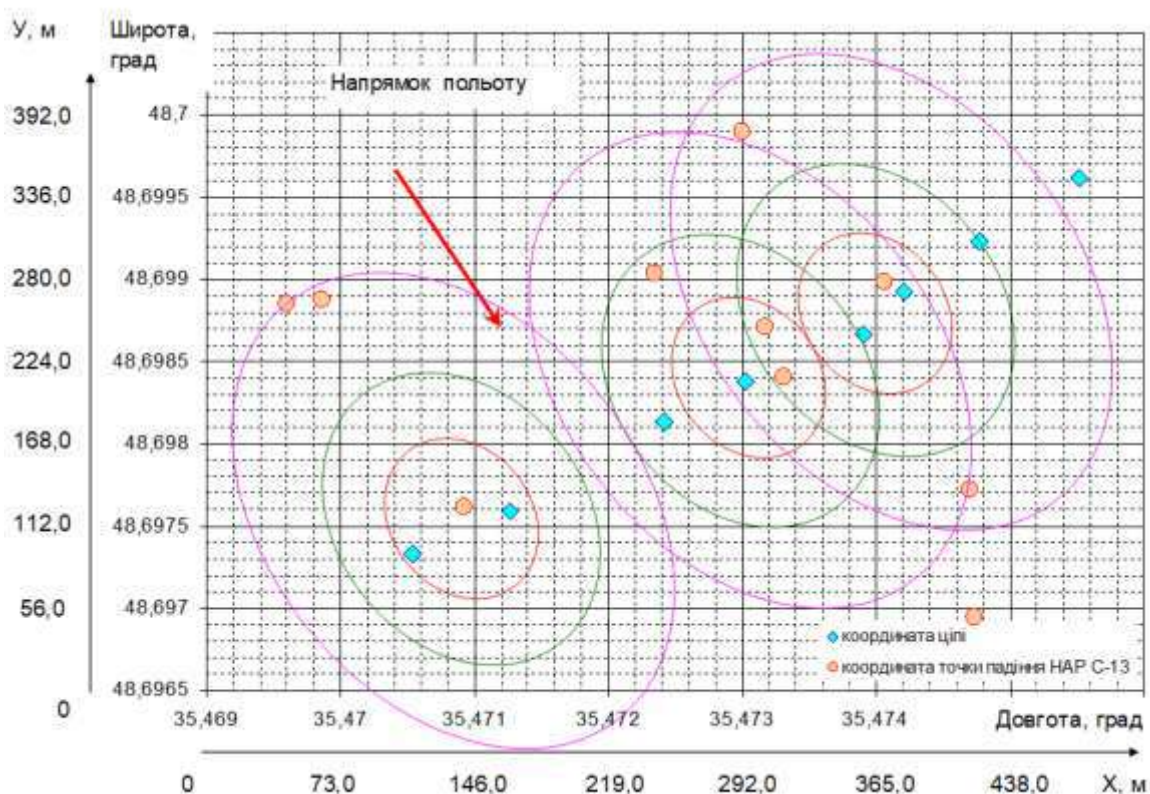 У, м
Широта,
град
Напрямок польоту
392,0
48,7
336,0
48,6995
280,0
48,699
224,0
48,6985
168,0
48,698
112,0
48,6975
56,0
48,697
координата ціпі
координата точки падіння НАР С-13
0
48,6965
35,469 35,47 35,471 35,472 35,473 35,474 Довгота, град
0 73,0 146,0 219,0 292,0 365,0 438,0 Х, м